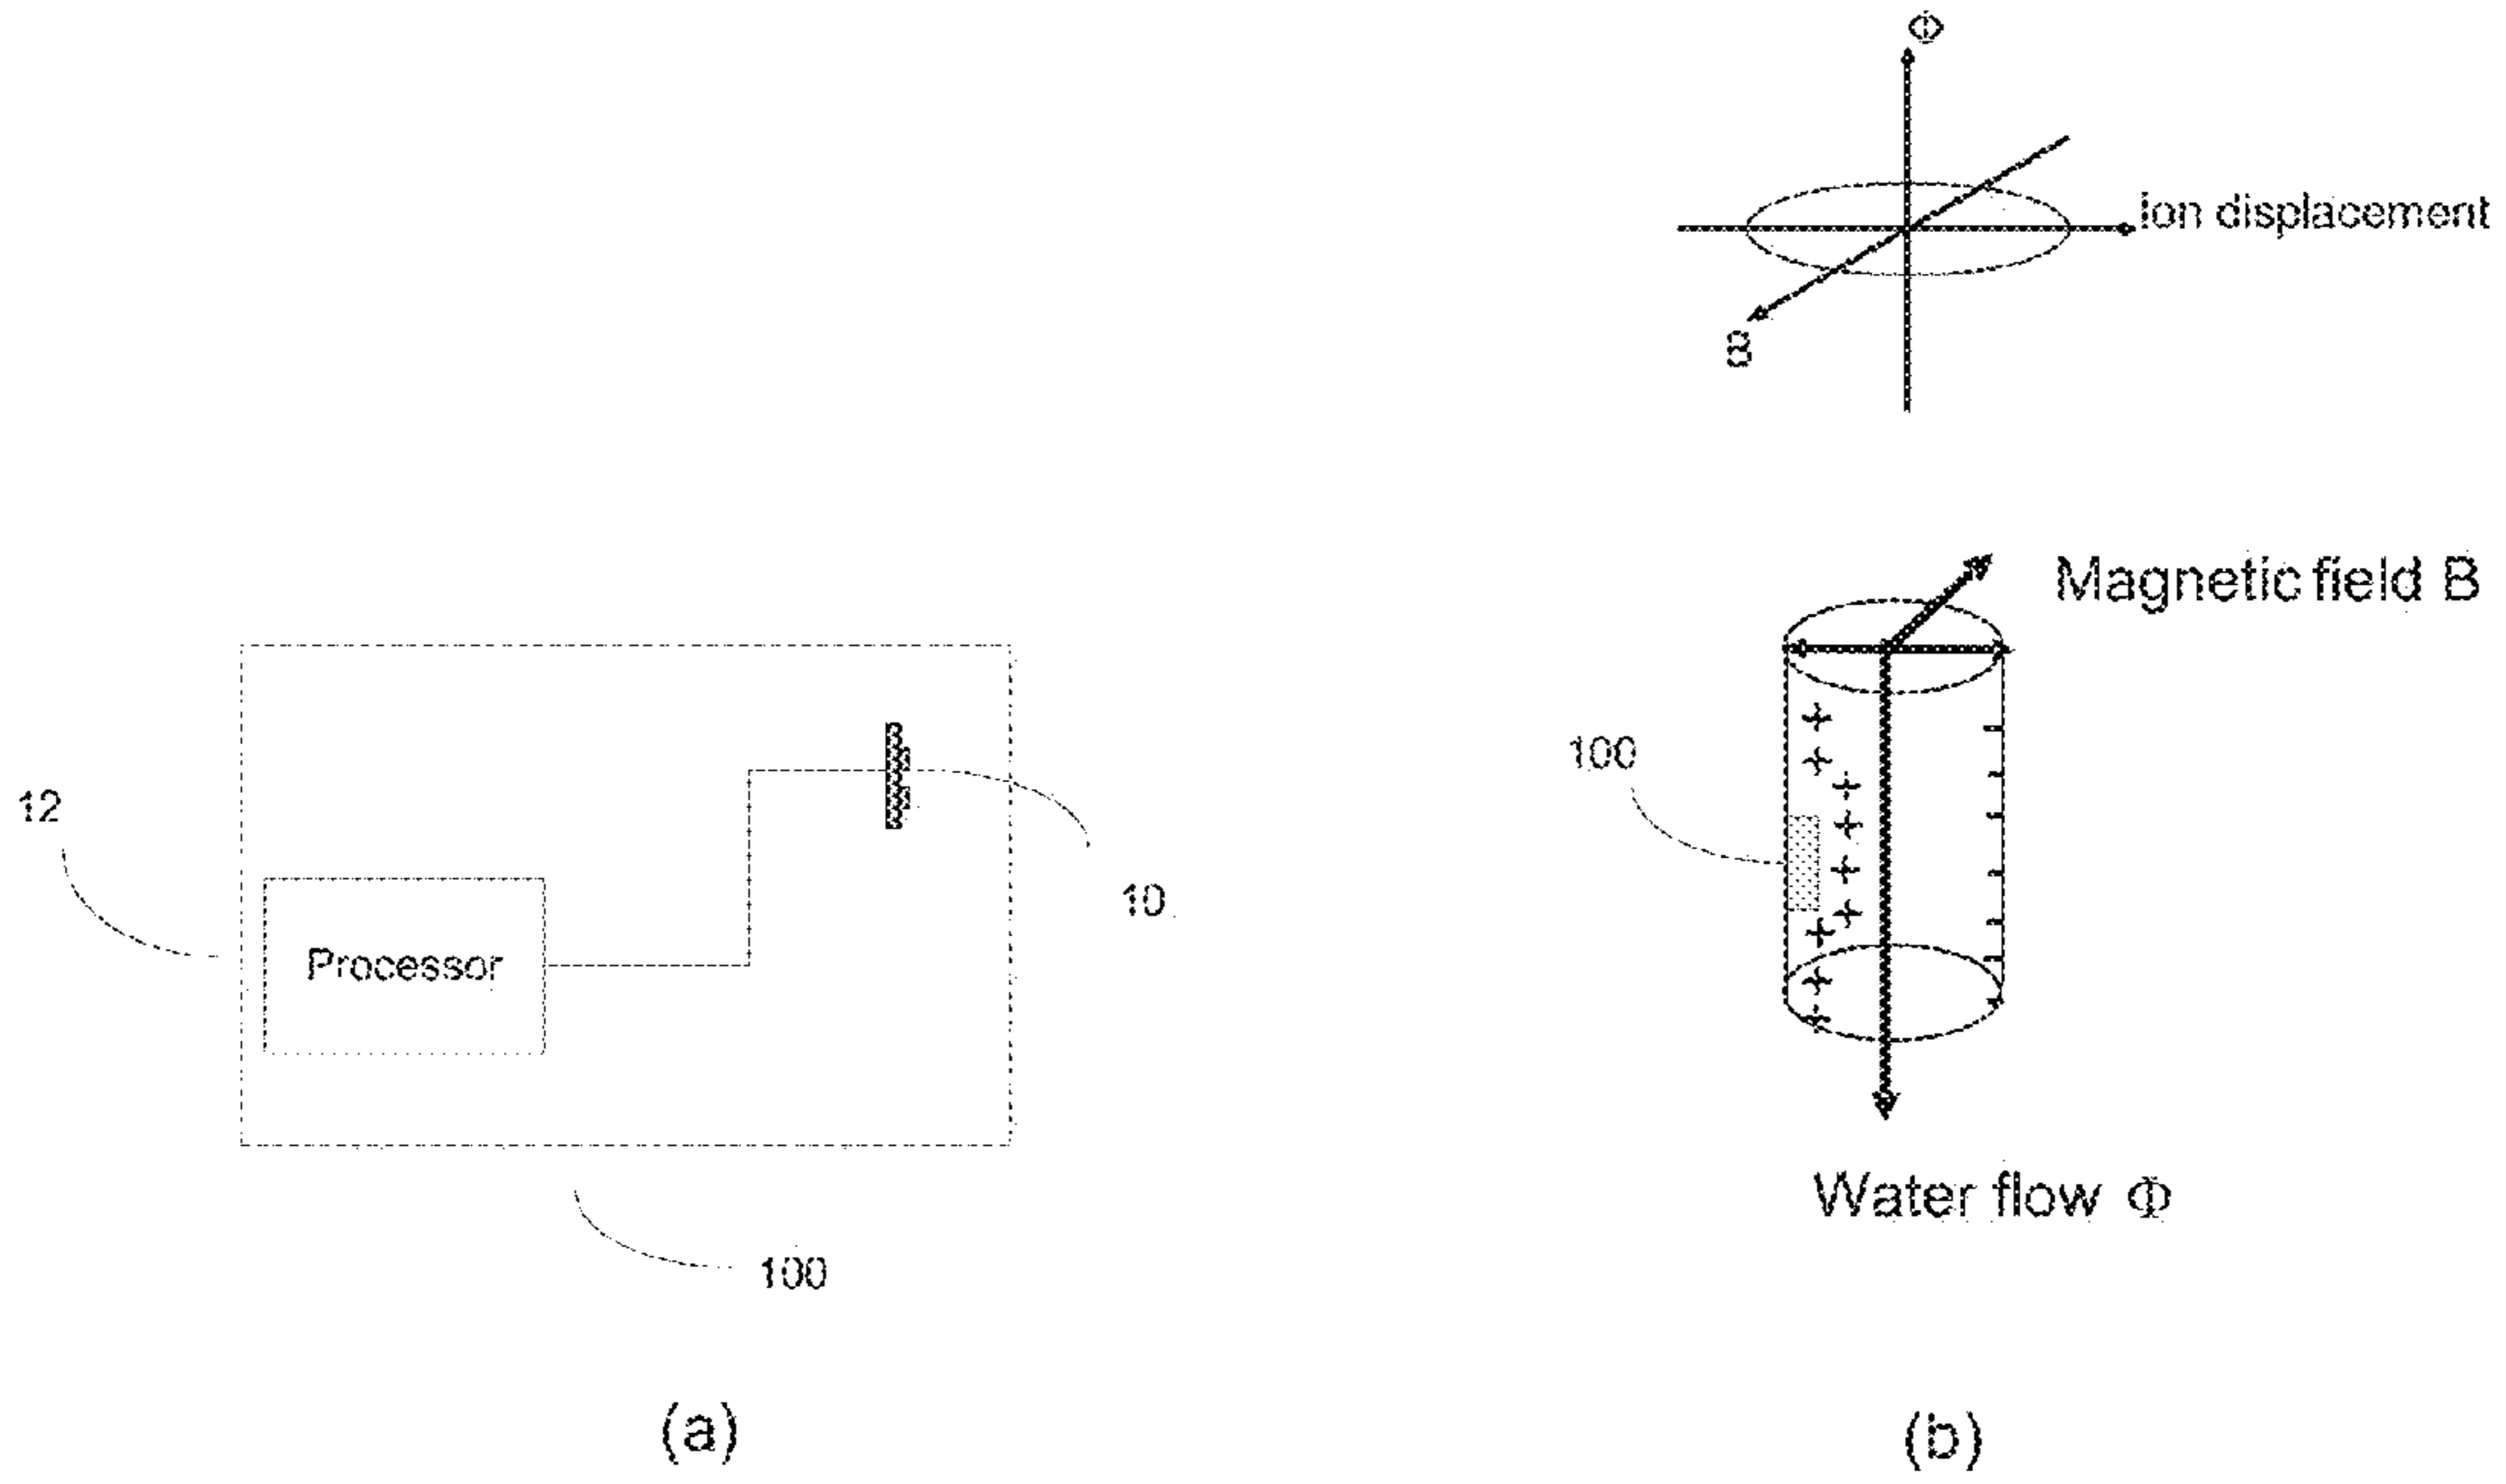 Φ
ion displacement
B
Magnetic field B
100
12
10
Processor
Water flow Φ
100
(a)
(b)
+
+
+
+
+
+
+
+
+